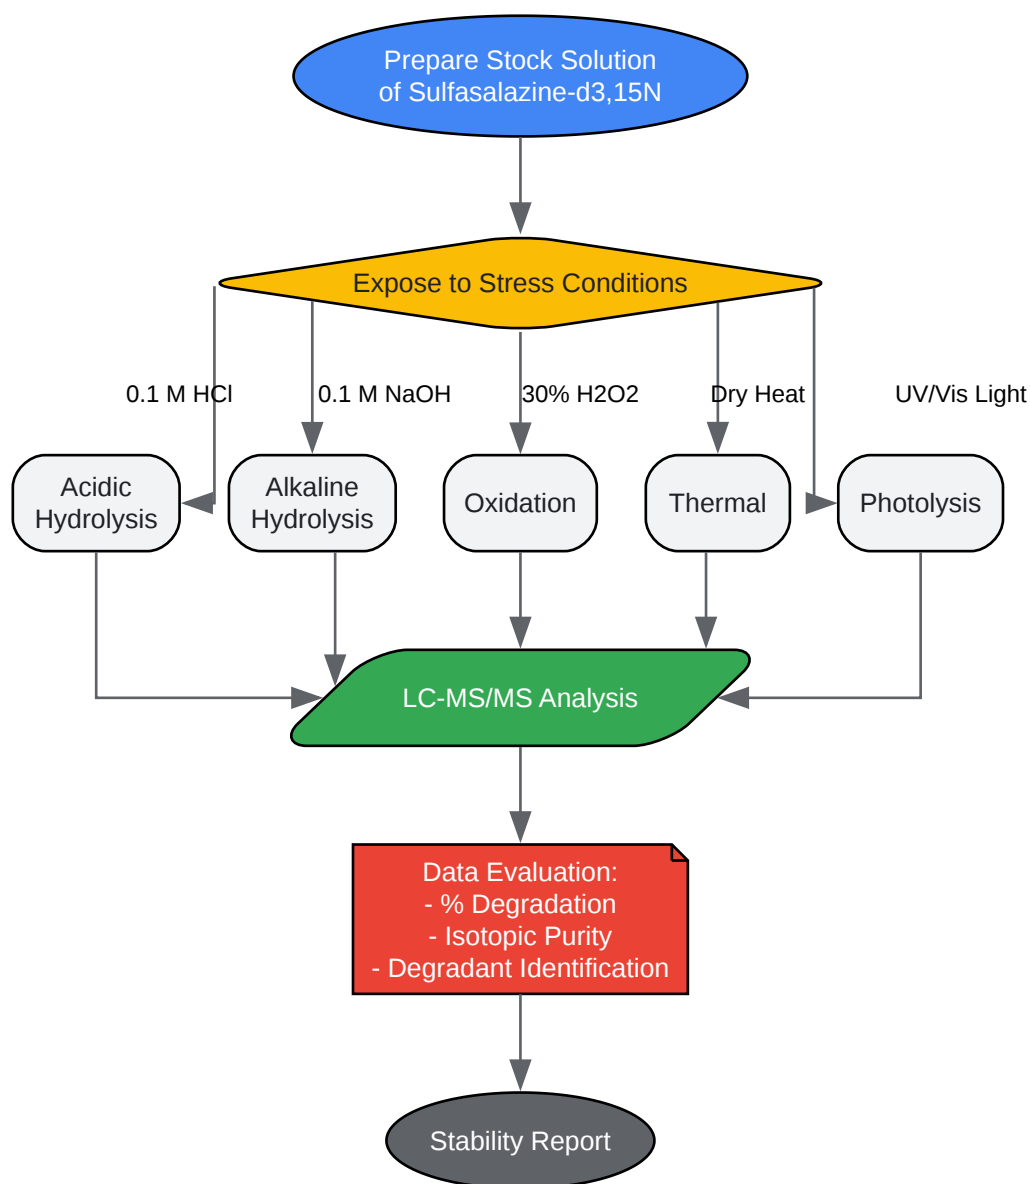 Prepare Stock Solution
of Sulfasalazine-d3,15N
Expose to Stress Conditions
0.1 M HCl
0.1 M NaOH
30% H2O2
Dry Heat
UV/Vis Light
Acidic
Hydrolysis
Alkaline
Hydrolysis
Oxidation
Thermal
Photolysis
LC-MS/MS Analysis
Data Evaluation:
- % Degradation
- Isotopic Purity
- Degradant Identification
Stability Report